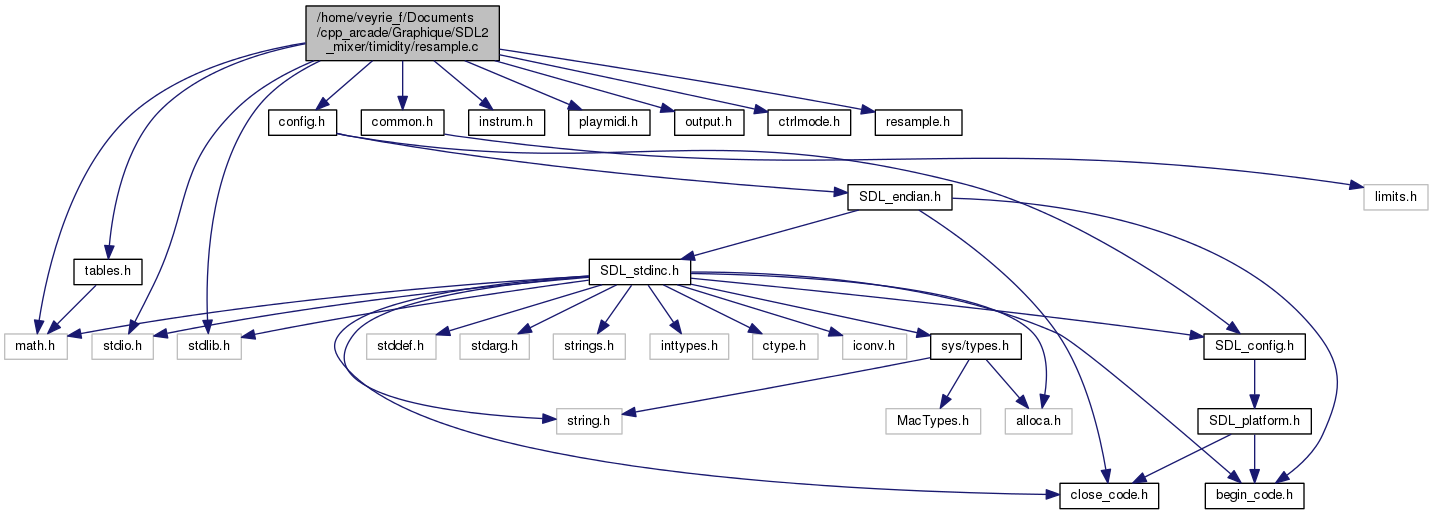 /home/veyrie_f/Documents
/cpp_arcade/Graphique/SDL2
_mixer/timidity/resample.c
config.h
common.h
instrum.h
playmidi.h
output.h
ctrlmode.h
resample.h
SDL_endian.h
limits.h
tables.h
SDL_stdinc.h
math.h
stdio.h
stdlib.h
stddef.h
stdarg.h
strings.h
inttypes.h
ctype.h
iconv.h
sys/types.h
SDL_config.h
string.h
MacTypes.h
alloca.h
SDL_platform.h
close_code.h
begin_code.h